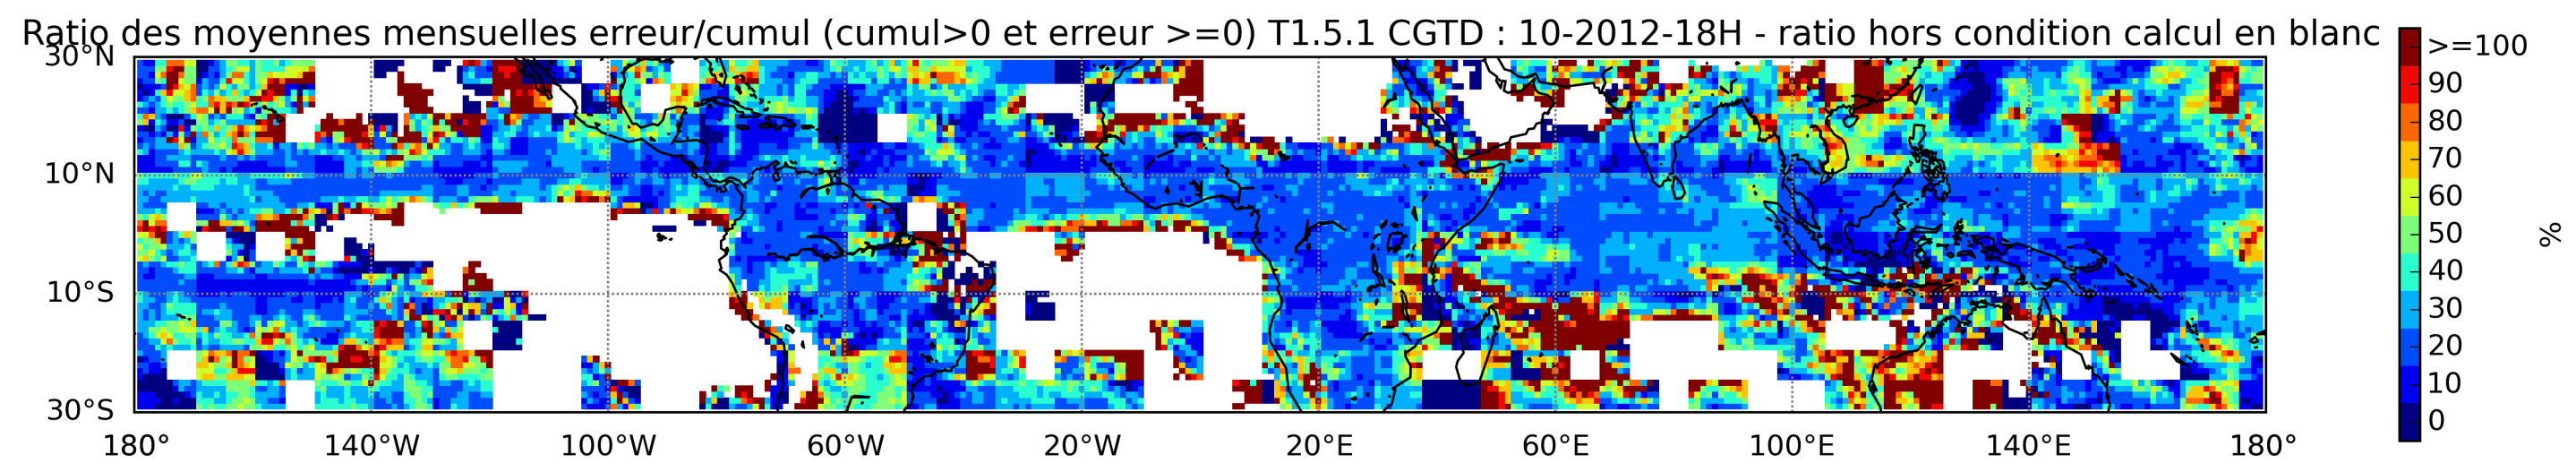 Ratio des moyennes mensuelles erreur/cumul (cumul>0 et erreur >=0) T1.5.1 CGTD : 10-2012-18H - ratio hors condition calcul en blanc
30°N
10°N
10°S
30°S
180°
140°W
100°W
60°W
20°W
20°E
60°E
100°E
140°E
180°
>=100
90
80
70
60
50
40
30
20
10
0
%